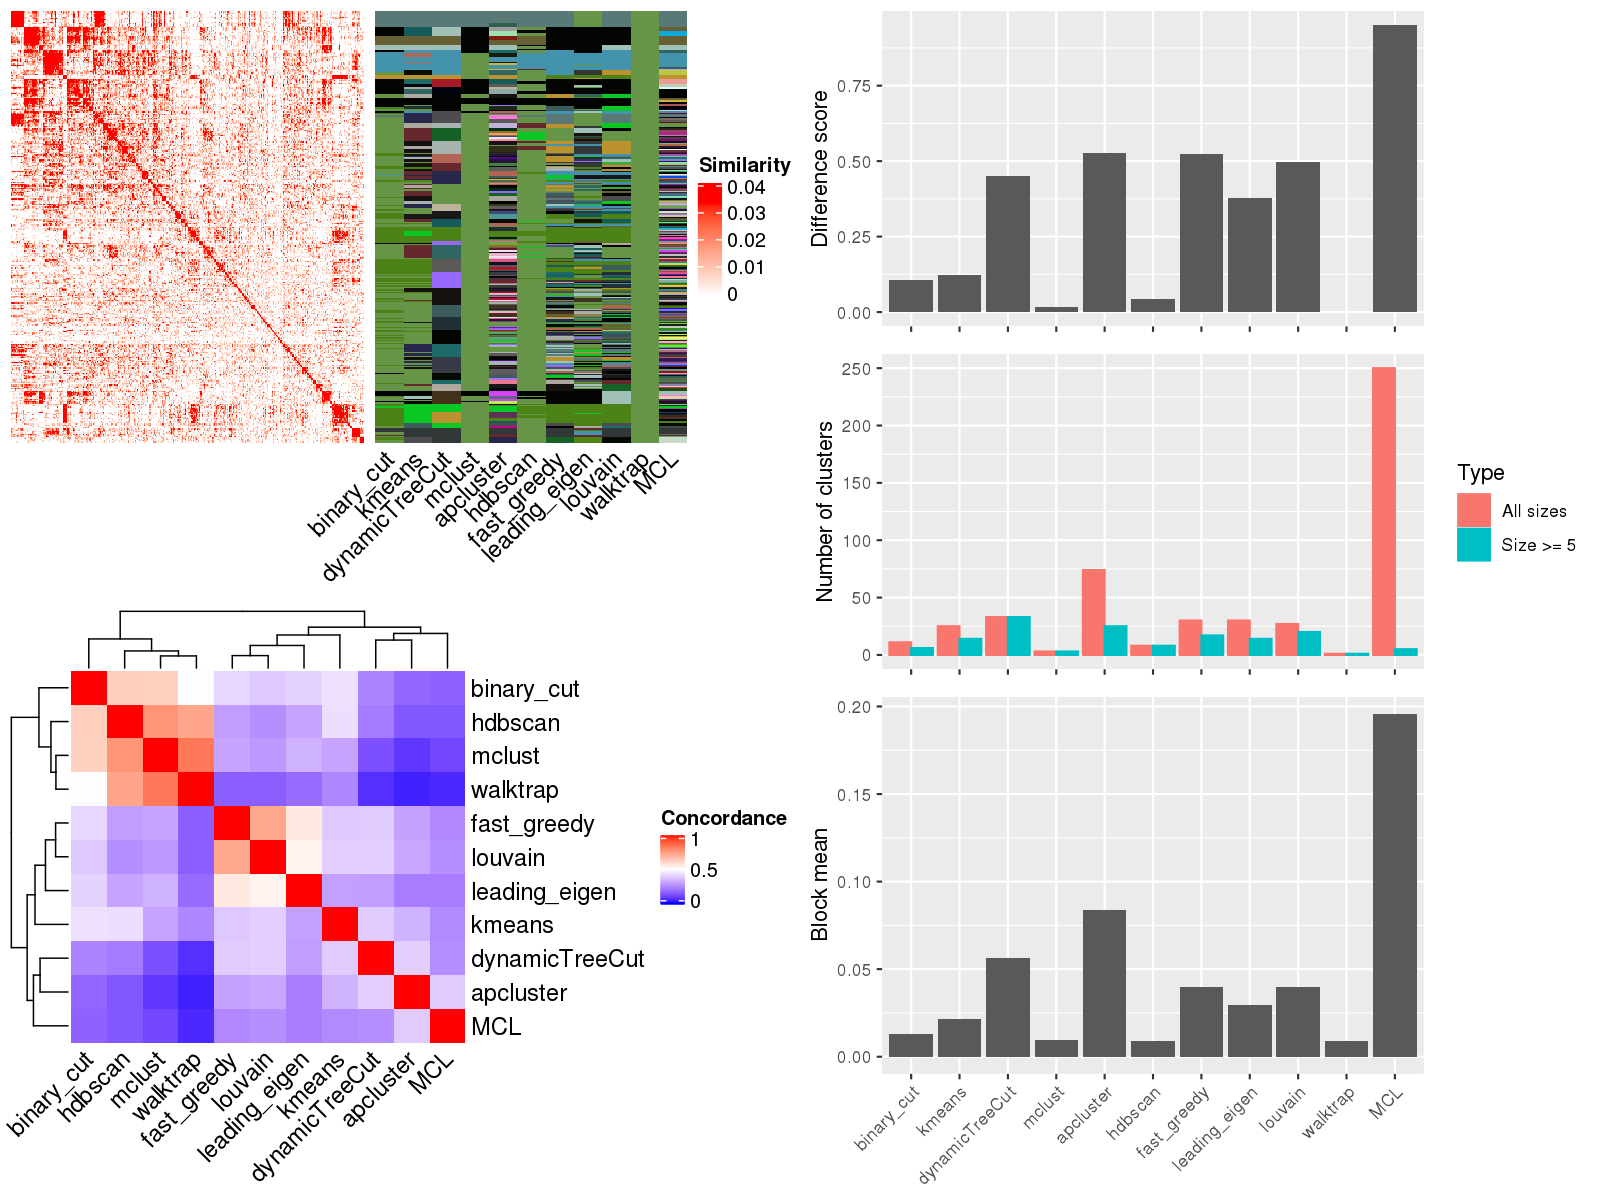 Similarity
0.04
0.03
0.02
0.01
0
binary_cut
kmeans
dynamicTreeCut
mclust
apcluster
hdbscan
fast_greedy
leading_eigen
louvain
walktrap
MCL
binary_cut
hdbscan
mclust
walktrap
fast_greedy
louvain
leading_eigen
kmeans
dynamicTreeCut
apcluster
MCL
Concordance
1
0.5
0
binary_cut
hdbscan
mclust
walktrap
fast_greedy
louvain
leading_eigen
kmeans
dynamicTreeCut
apcluster
MCL
Difference score
0.75
0.50
0.25
0.00
Number of clusters
250
200
150
100
50
0
Type
All sizes
Size >= 5
Block mean
0.20
0.15
0.10
0.05
0.00
binary_cut
kmeans
dynamicTreeCut
mclust
apcluster
hdbscan
fast_greedy
leading_eigen
louvain
walktrap
MCL